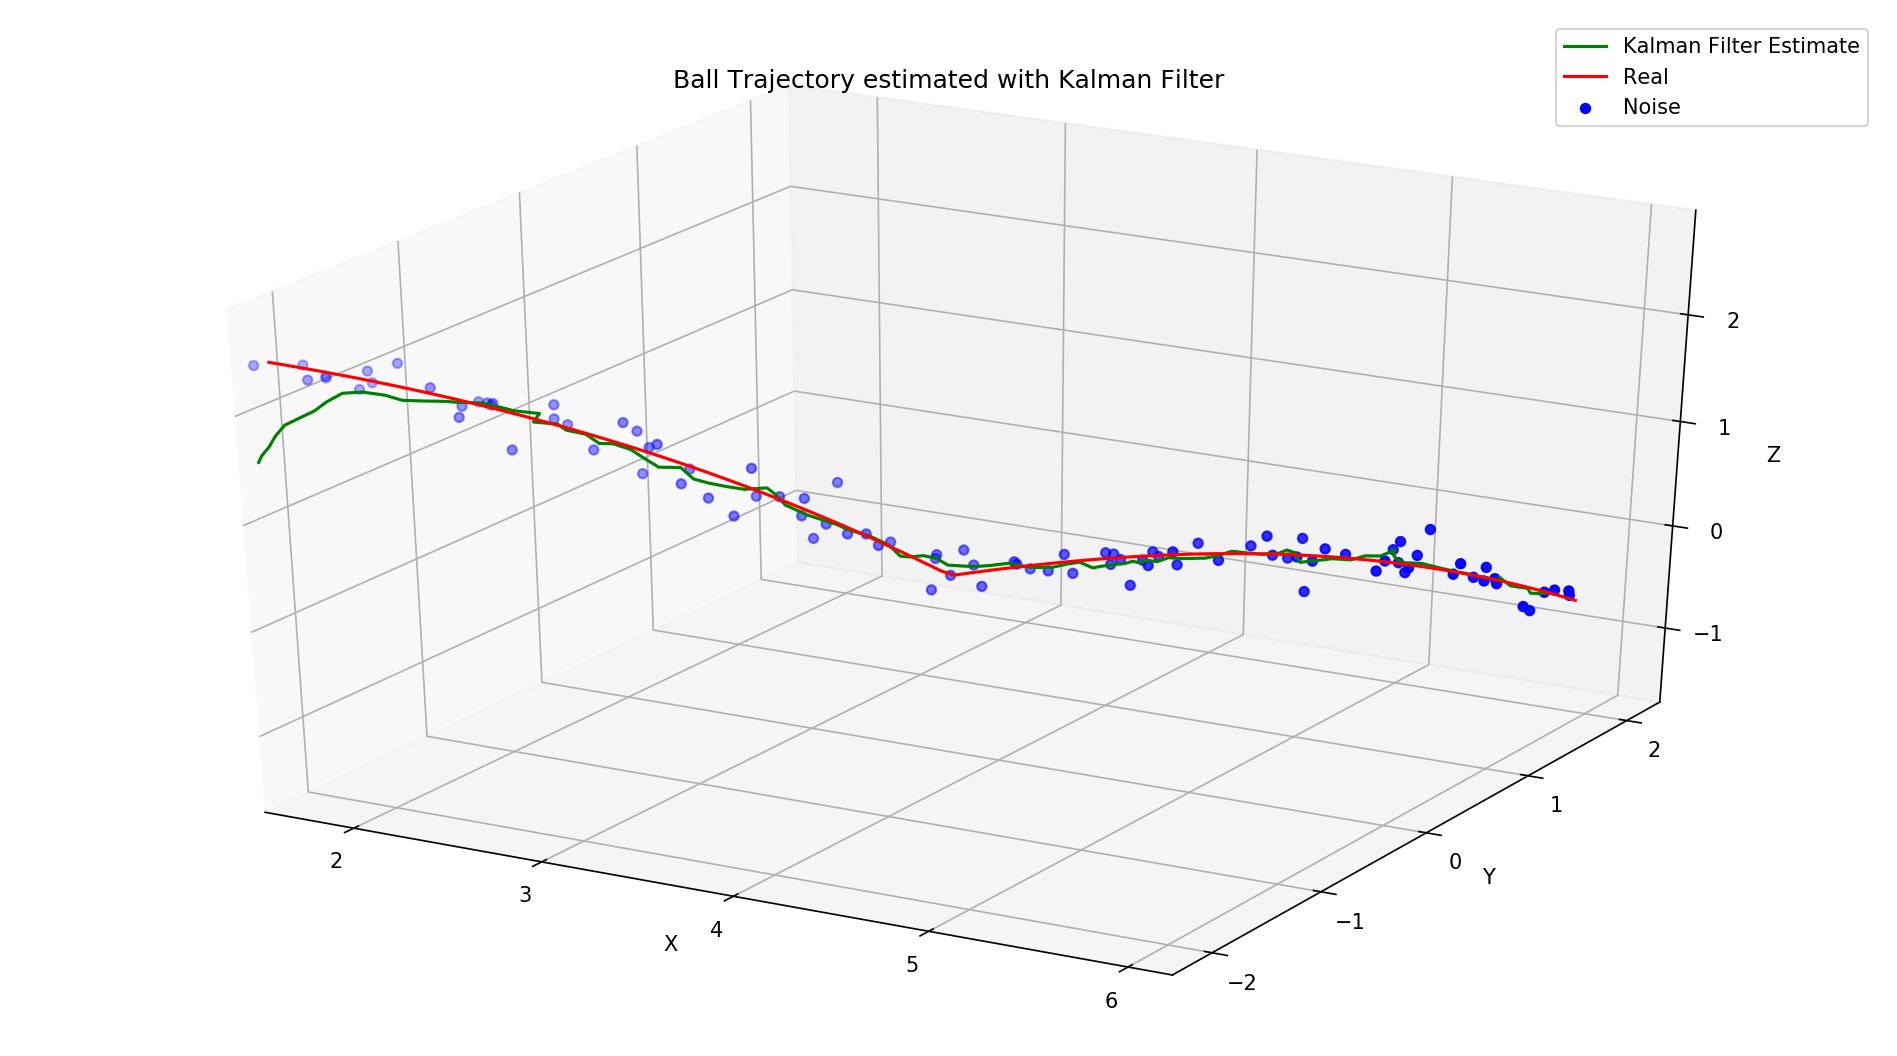 Ball Trajectory estimated with Kalman Filter
Kalman Filter Estimate
Real
Noise
2
1
0
−1
Z
2
1
0
−1
−2
Y
2
3
4
5
6
X